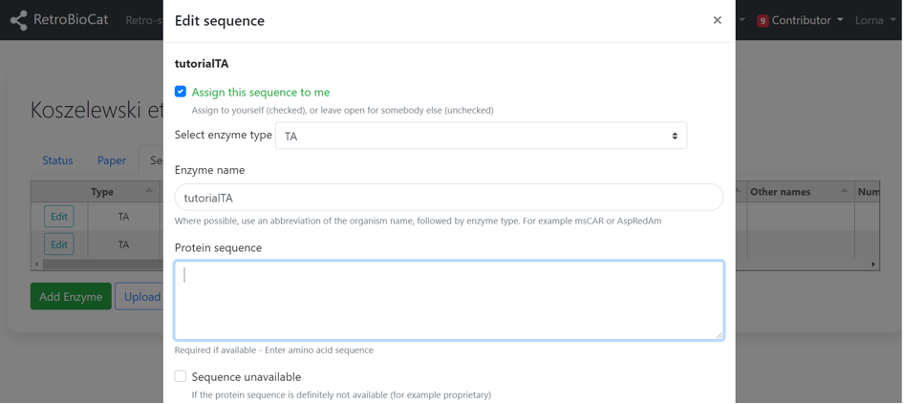 RetroBioCat
Retro-s
Edit sequence
×
9 Contributor
Lorna
tutorialTA
Assign this sequence to me
Assign to yourself (checked), or leave open for somebody else (unchecked)
Koszelewski et
Select enzyme type TA
Status Paper Se
Enzyme name
Type
Other names
Num
tutorialTA
Edit TA
Where possible, use an abbreviation of the organism name, followed by enzyme type. For example msCAR or AspRedAm
Edit TA
Protein sequence
Add Enzyme
Upload
Required if available - Enter amino acid sequence
Sequence unavailable
If the protein sequence is definitely not available (for example proprietary)